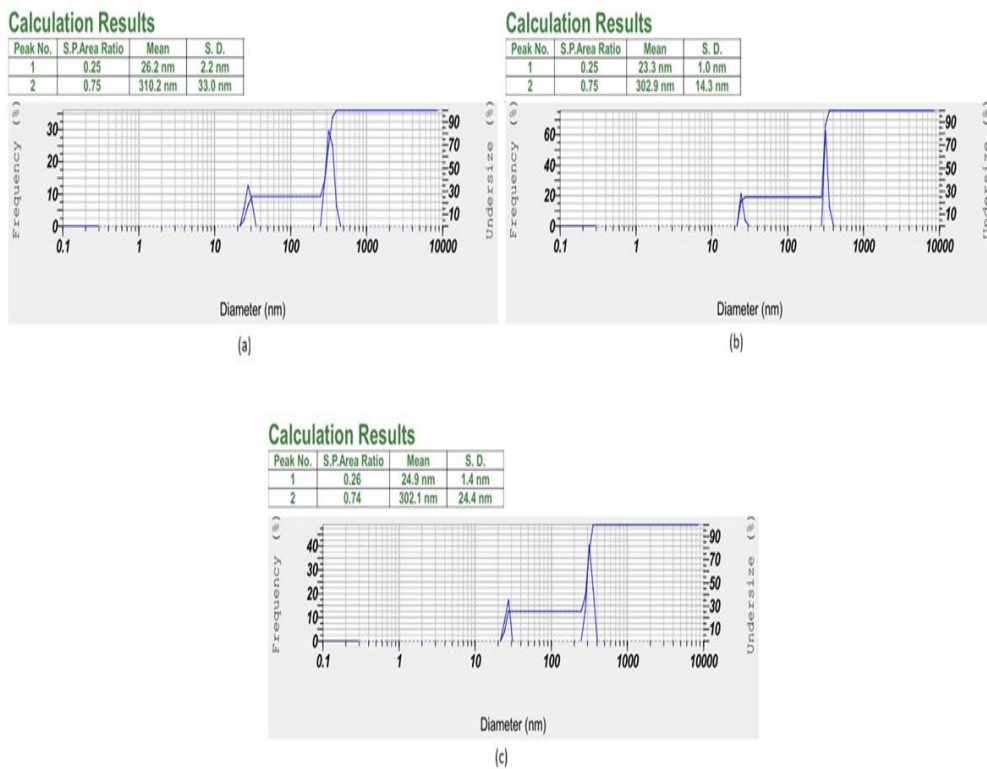 Calculation Results
Peak No. S.P.Area Ratio Mean S. D.
1 0.25 26.2 nm 2.2 nm
2 0.75 310.2 nm 33.0 nm
Frequency (%)
30
20
10
0
90
70
50
30
10
Undersize (%)
0.1 1 10 100 1000 10000
Diameter (nm)
(a)
Calculation Results
Peak No. S.P.Area Ratio Mean S. D.
1 0.25 23.3 nm 1.0 nm
2 0.75 302.9 nm 14.3 nm
Frequency (%)
60
40
20
0
90
70
50
30
10
Undersize (%)
0.1 1 10 100 1000 10000
Diameter (nm)
(b)
Calculation Results
Peak No. S.P.Area Ratio Mean S. D.
1 0.26 24.9 nm 1.4 nm
2 0.74 302.1 nm 24.4 nm
Frequency (%)
40
30
20
10
0
90
70
50
30
10
Undersize (%)
0.1 1 10 100 1000 10000
Diameter (nm)
(c)